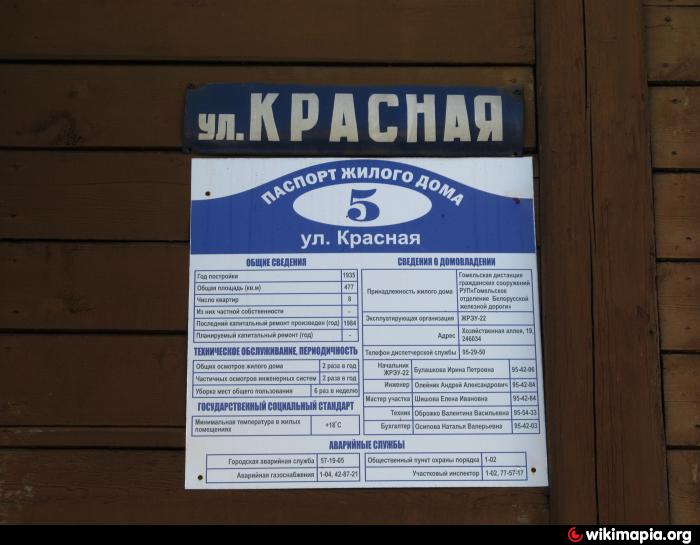 ул. КРАСНАЯ
ПАСПОРТ ЖИЛОГО ДОМА
5
ул. Красная
ОБЩИЕ СВЕДЕНИЯ
Год постройки 1935
Общая площадь (кв.м) 477
Число квартир 8
Из них частной собственности -
Последний капитальный ремонт произведен (год) 1984
Планируемый капитальный ремонт (год) -
ТЕХНИЧЕСКОЕ ОБСЛУЖИВАНИЕ, ПЕРИОДИЧНОСТЬ
Общих осмотров жилого дома 2 раза в год
Частичных осмотров инженерных систем 2 раза в год
Уборка мест общего пользования 6 раз в неделю
ГОСУДАРСТВЕННЫЙ СОЦИАЛЬНЫЙ СТАНДАРТ
Минимальная температура в жилых
помещениях +18°С
СВЕДЕНИЯ О ДОМОВЛАДЕНИИ
Принадлежность жилого дома
Гомельская дистанция
гражданских сооружений
РУП«Гомельское
отделение Белорусской
железной дороги»
Эксплуатирующая организация ЖРЭУ-22
Адрес Хозяйственная аллея, 19,
246034
Телефон диспетчерской службы 95-29-50
Начальник
ЖРЭУ-22 Булашкова Ирина Петровна 95-42-06
Инженер Олейник Андрей Александрович 95-42-84
Мастер участка Шишова Елена Ивановна 95-42-84
Техник Оброжко Валентина Васильевна 95-54-33
Бухгалтер Осипова Наталья Валерьевна 95-42-03
АВАРИЙНЫЕ СЛУЖБЫ
Городская аварийная служба 57-19-05
Аварийная газоснабжения 1-04, 42-87-21
Общественный пункт охраны порядка 1-02
Участковый инспектор 1-02, 77-57-17
wikimapia.org